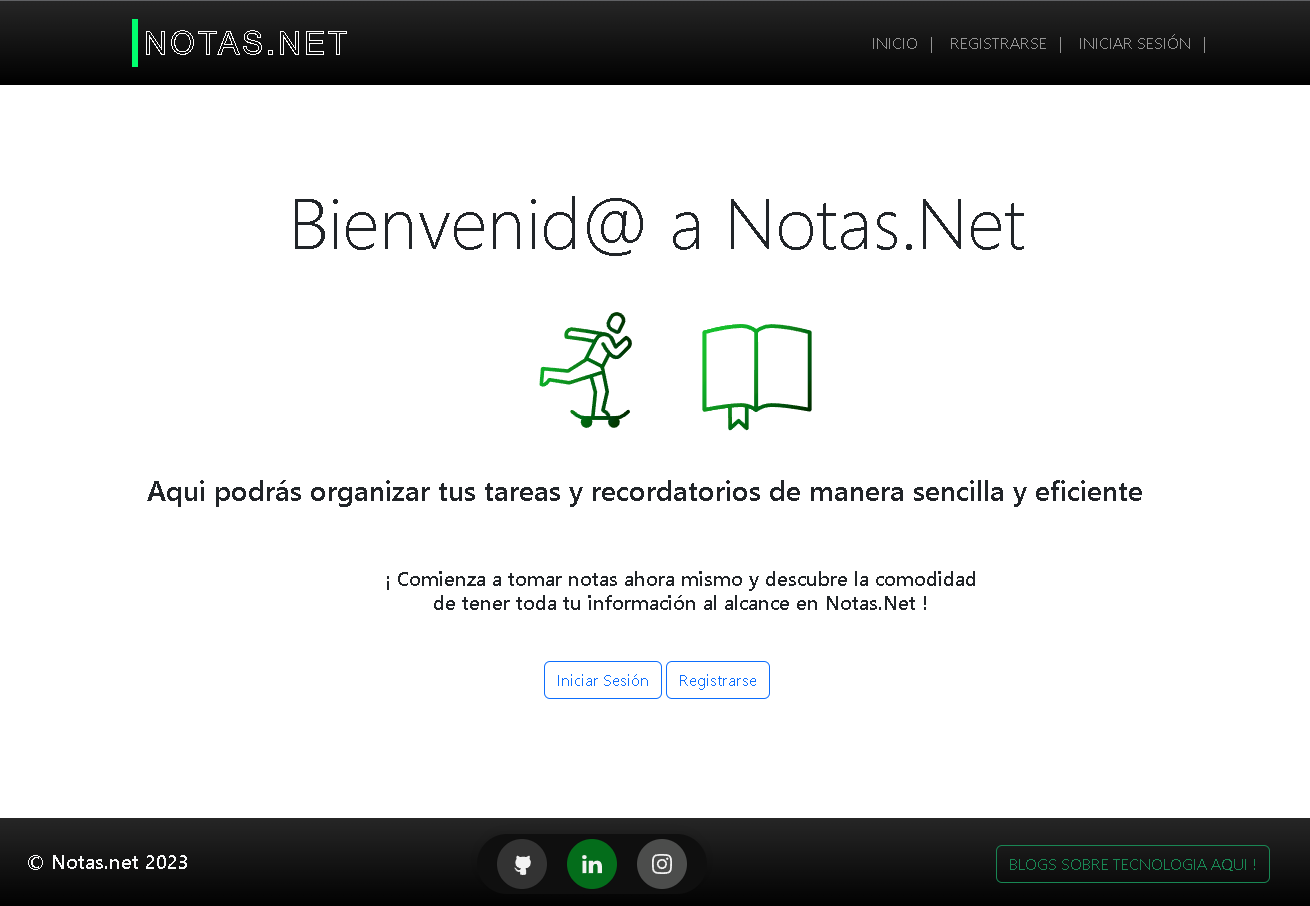 NOTAS.NET
INICIO | REGISTRARSE | INICIAR SESIÓN |
Bienvenid@ a Notas.Net
Aqui podrás organizar tus tareas y recordatorios de manera sencilla y eficiente
¡ Comienza a tomar notas ahora mismo y descubre la comodidad
de tener toda tu información al alcance en Notas.Net !
Iniciar Sesión Registrarse
© Notas.net 2023
in
BLOGS SOBRE TECNOLOGIA AQUI !